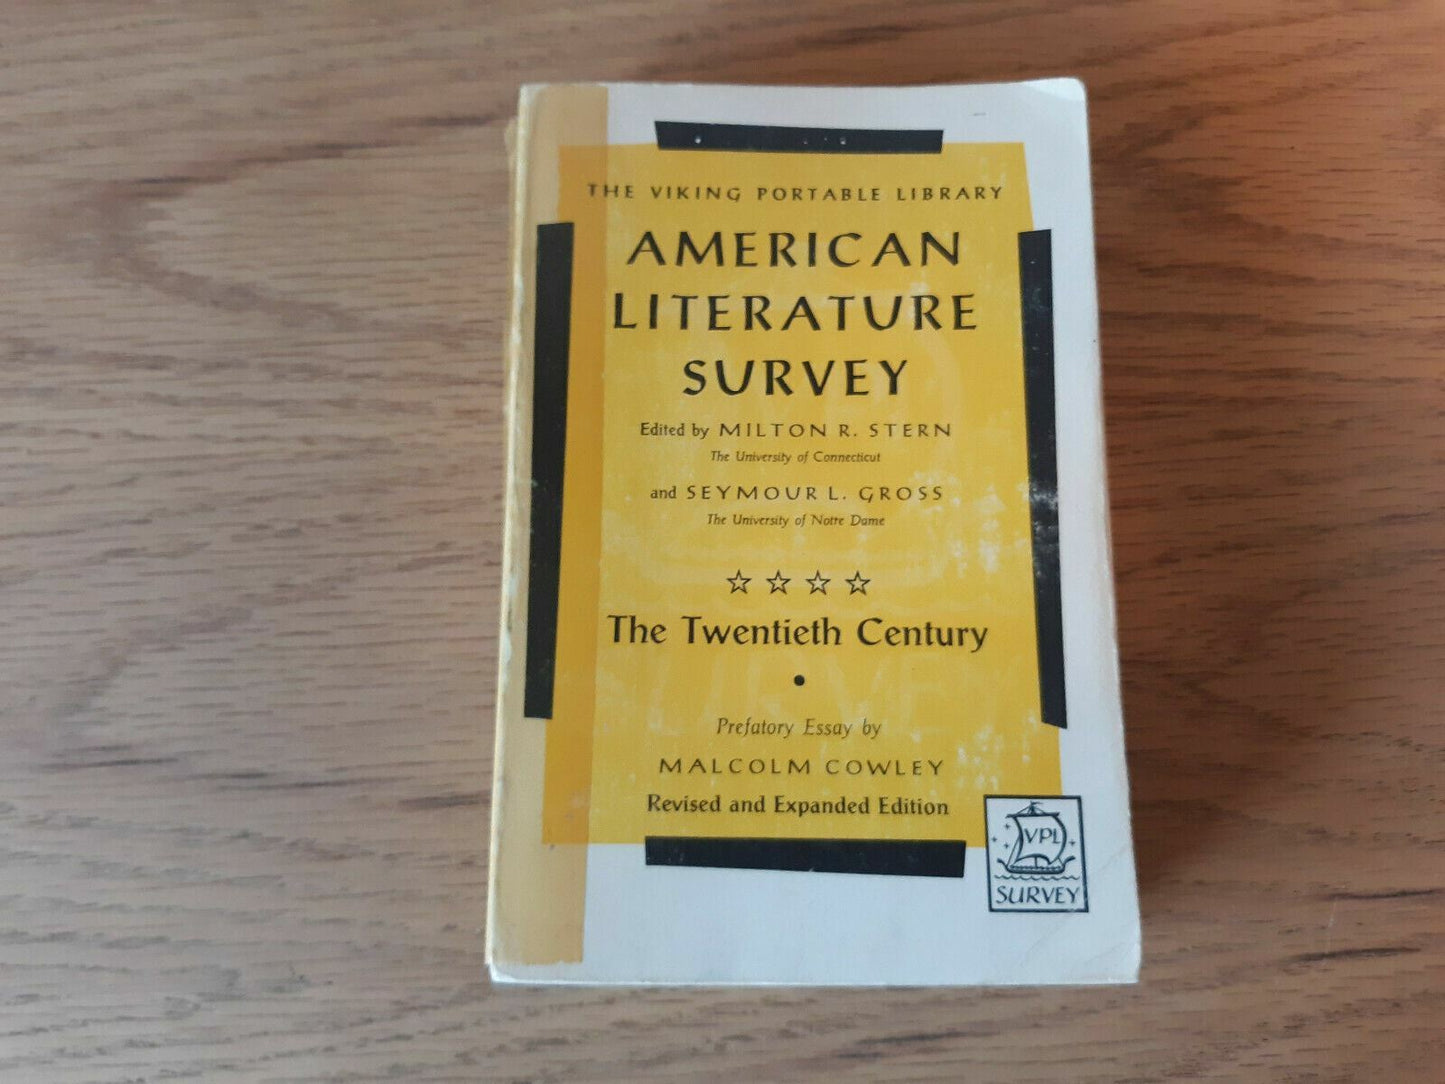 THE VIKING PORTABLE LIBRARY
AMERICAN
LITERATURE
SURVEY
Edited by MILTON R. STERN
The University of Connecticut
and SEYMOUR L. GROSS
The University of Notre Dame
The Twentieth Century
Prefatory Essay by
MALCOLM COWLEY
Revised and Expanded Edition
VPL
SURVEY